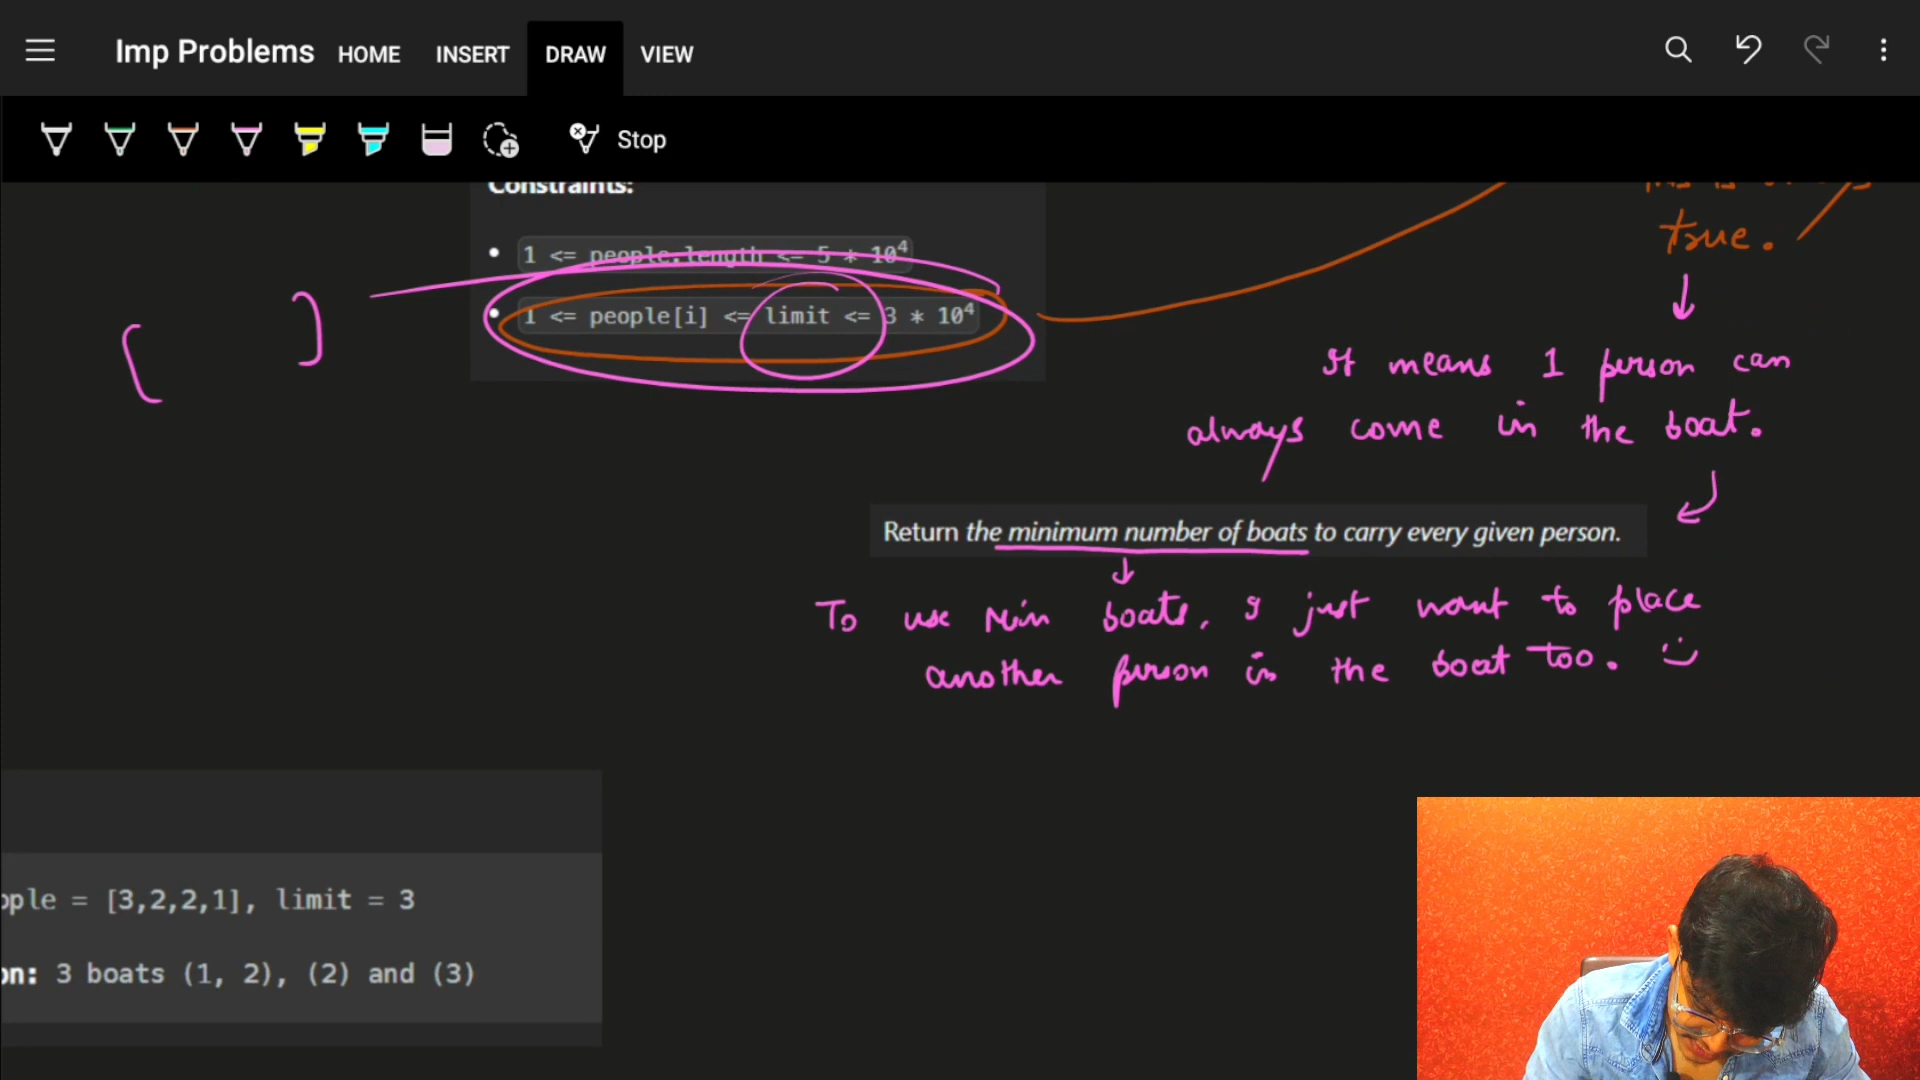 Imp Problems HOME INSERT DRAW VIEW
Stop
Constraints:
1 <= people.length <= 5 * 10⁴
1 <= people[i] <= limit <= 3 * 10⁴
true.
It means 1 person can
always come in the boat.
Return the minimum number of boats to carry every given person.
To use Min boats, I just want to place
another person in the boat too.
ople = [3,2,2,1], limit = 3
on: 3 boats (1, 2), (2) and (3)